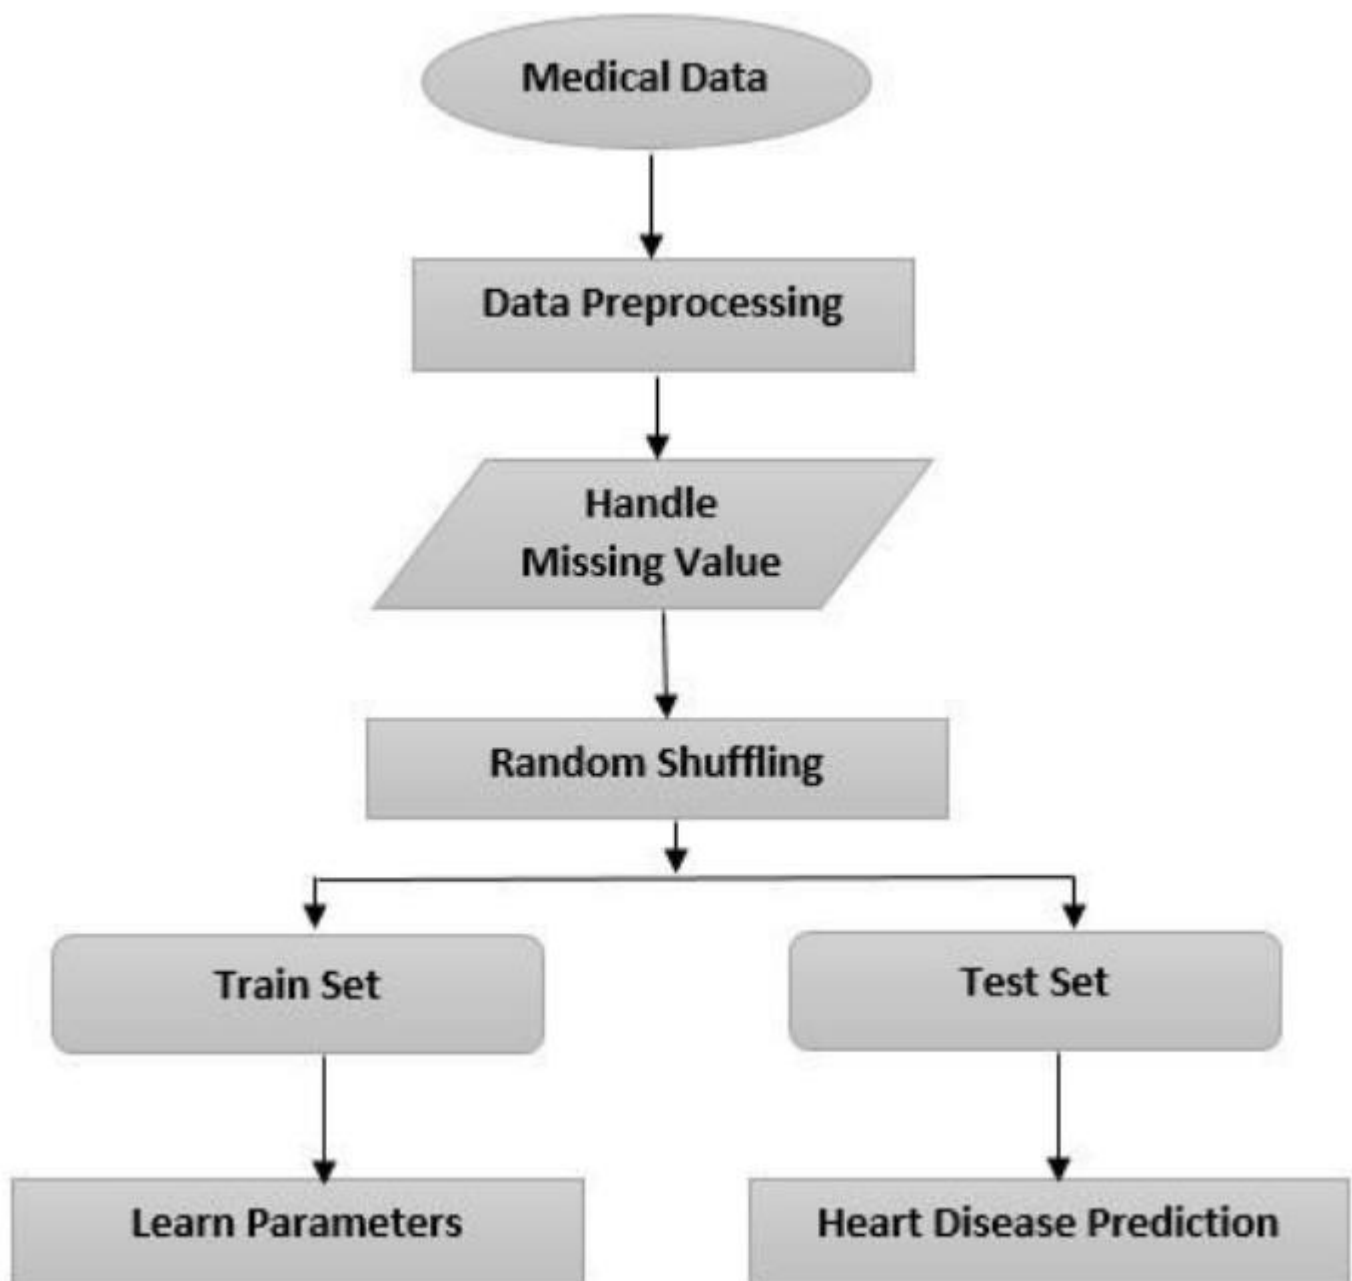 Medical Data
Data Preprocessing
Handle
Missing Value
Random Shuffling
Train Set
Test Set
Learn Parameters
Heart Disease Prediction